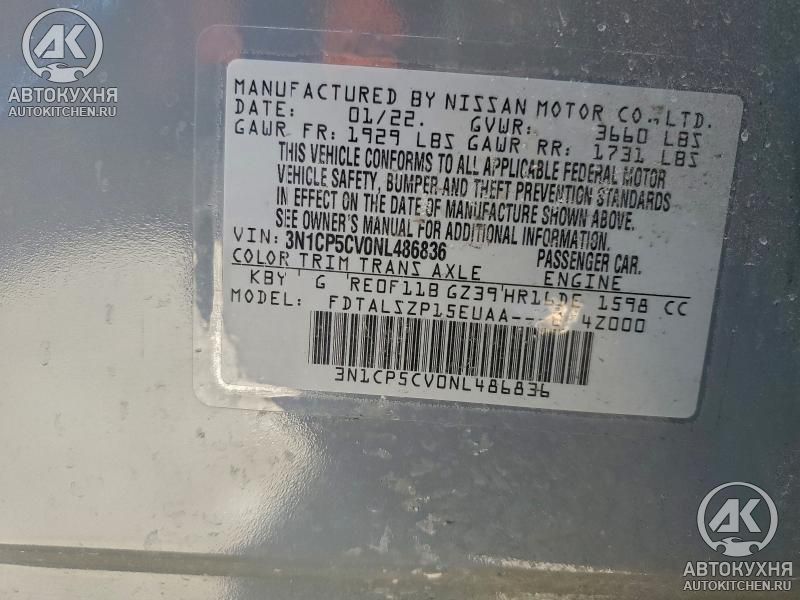 AK
АВТОКУХНЯ
AUTOKITCHEN.RU
MANUFACTURED BY NISSAN MOTOR CO.,LTD.
DATE: 01/22. GVWR: 3660 LBS
GAWR FR: 1929 LBS GAWR RR: 1731 LBS
THIS VEHICLE CONFORMS TO ALL APPLICABLE FEDERAL MOTOR
VEHICLE SAFETY, BUMPER AND THEFT PREVENTION STANDARDS
IN EFFECT ON THE DATE OF MANUFACTURE SHOWN ABOVE.
SEE OWNER'S MANUAL FOR ADDITIONAL INFORMATION.
VIN: 3N1CP5CV0NL486836 PASSENGER CAR.
COLOR TRIM TRANS AXLE ENGINE
KBY G RE0F11B GZ39 HR16DE 1598 CC
MODEL: FDTALSZP15EUAA-- 4Z000
3N1CP5CV0NL486836
AK
АВТОКУХНЯ
AUTOKITCHEN.RU